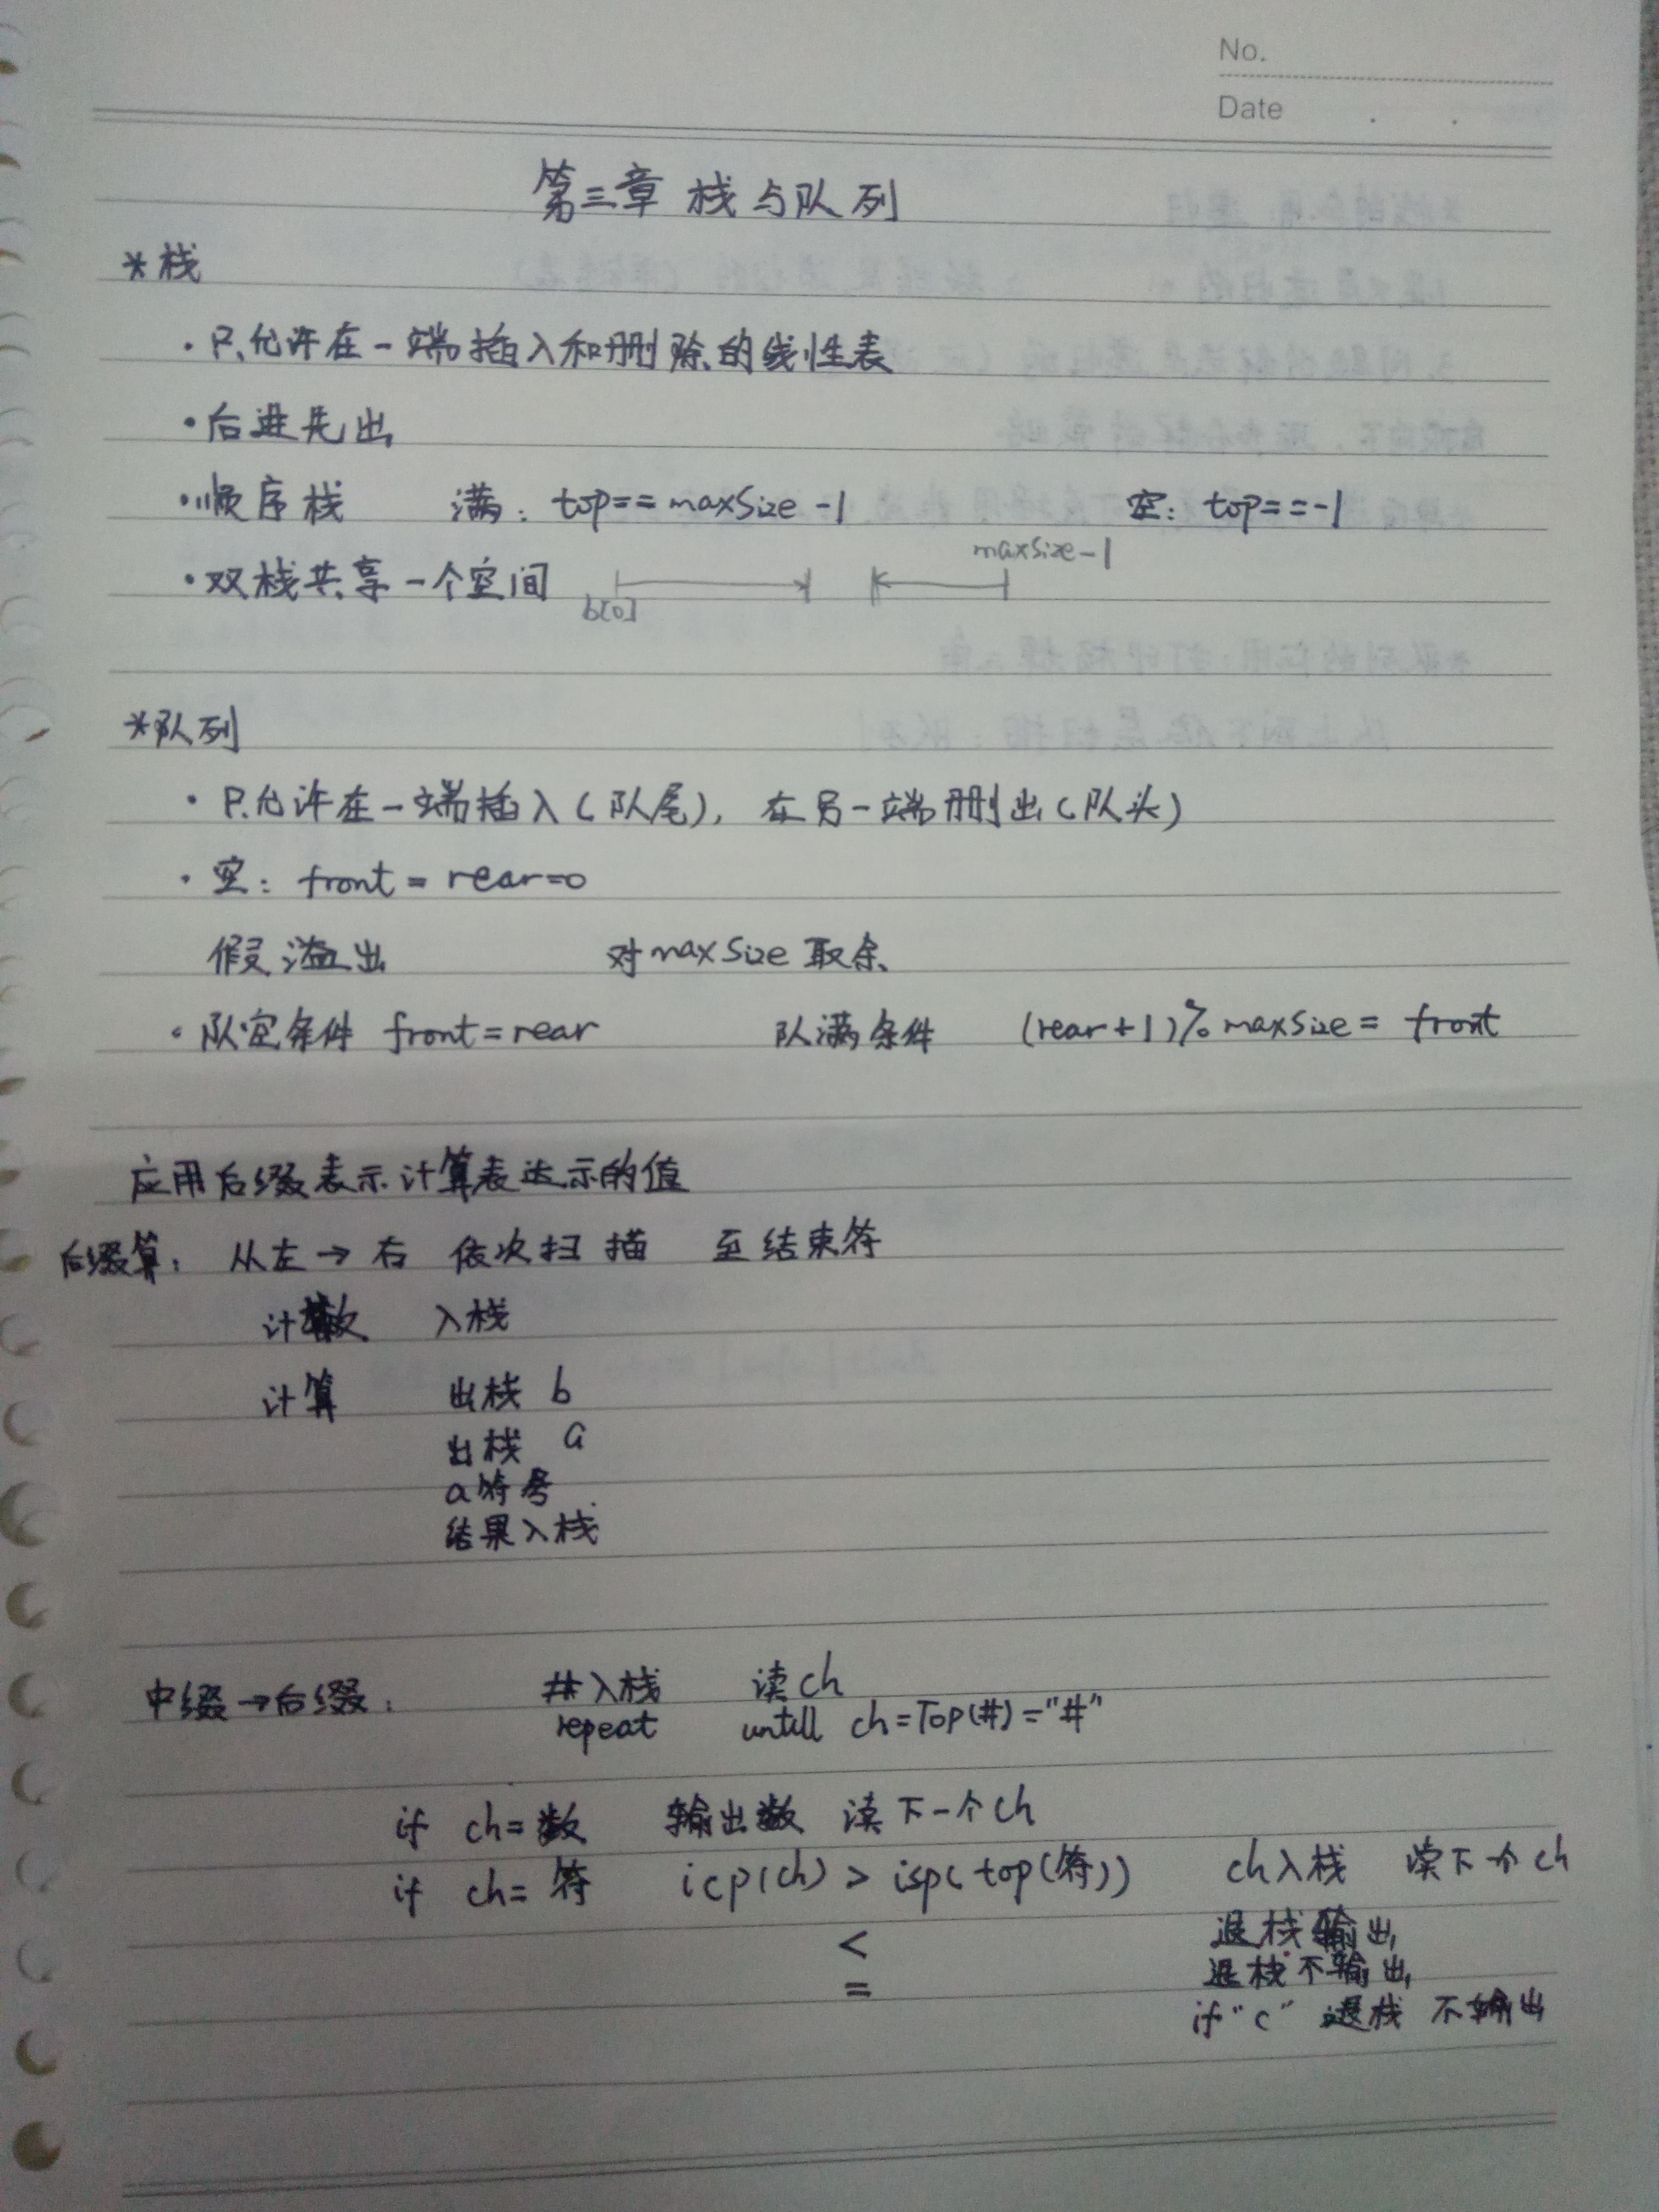 No.
Date
第三章 栈与队列
*栈
·只允许在一端插入和删除的线性表
·后进先出
·顺序栈 满：top==maxSize-1 空：top==-1
·双栈共享一个空间 b[0] maxSize-1
*队列
·只允许在一端插入(队尾)，在另一端删出(队头)
·空：front=rear=0
假溢出 对maxSize取余
·队空条件 front=rear 队满条件 (rear+1)%maxSize=front
应用后缀表示计算表达示的值
后缀算：从左→右 依次扫描 至结束符
计数 入栈
计算 出栈 b
出栈 a
a符号
结果入栈
中缀→后缀： #入栈 读ch
repeat untill ch=Top(#)="#"
if ch=数 输出数 读下一个ch
if ch=符 icp(ch) > isp(top(符)) ch入栈 读下个ch
< 退栈输出
= 退栈不输出
if"c" 退栈 不输出